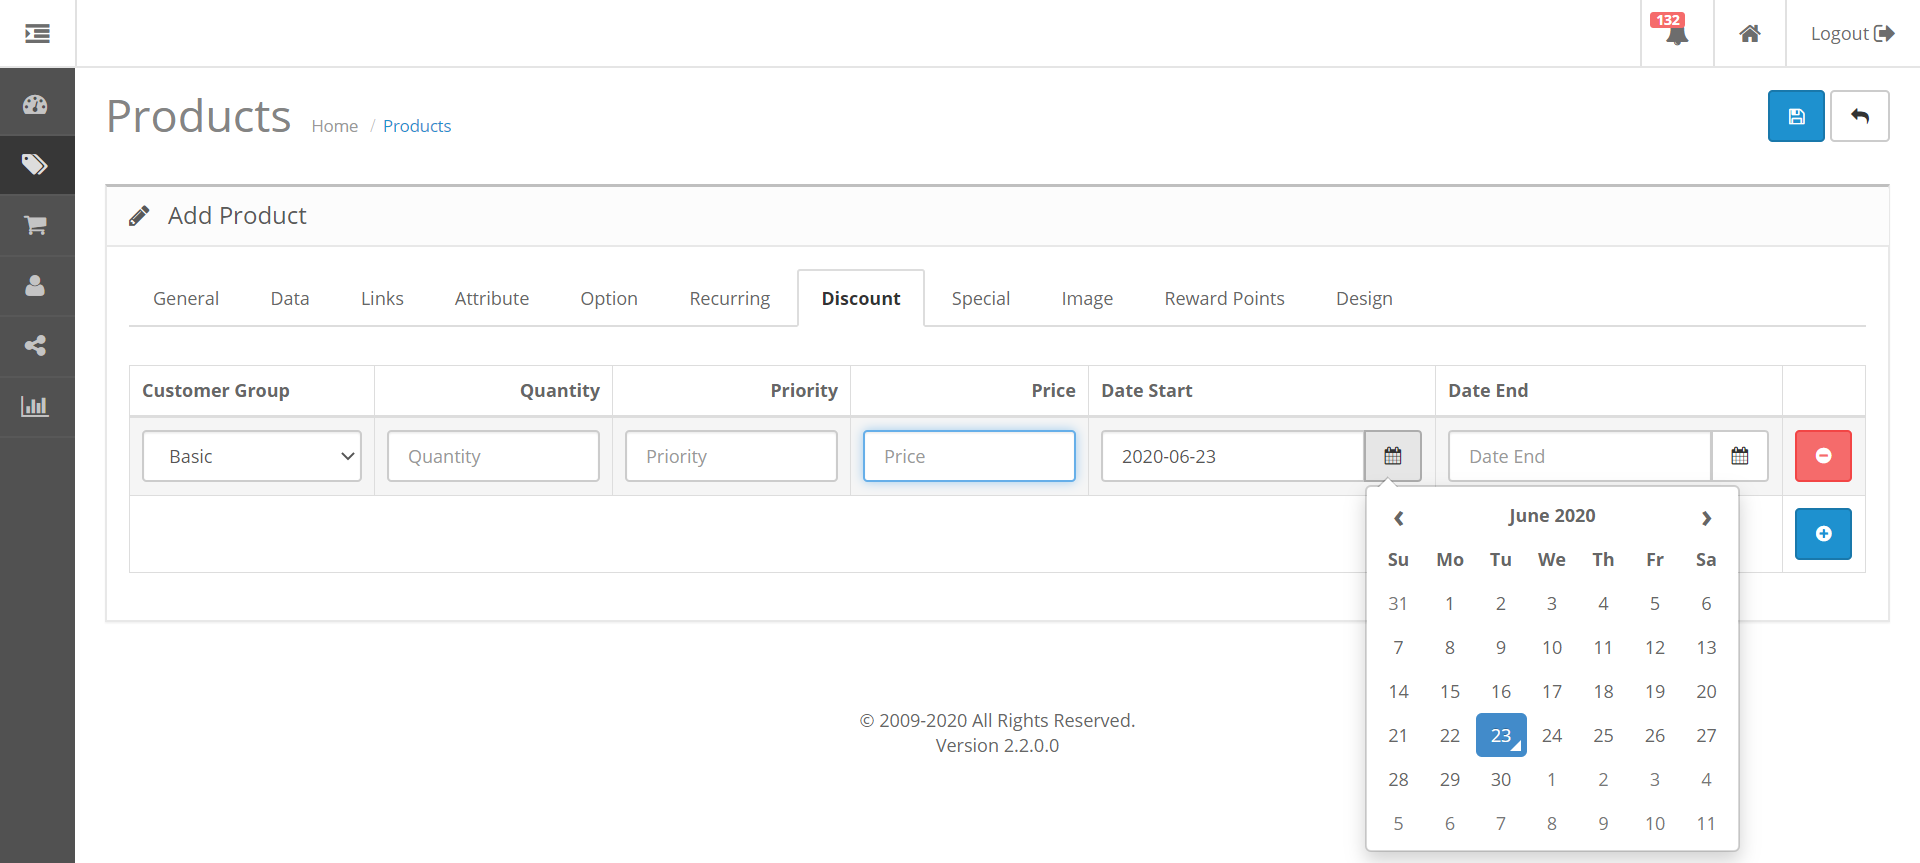 132
Logout
Products Home / Products
Add Product
General Data Links Attribute Option Recurring Discount Special Image Reward Points Design
Customer Group Quantity Priority Price Date Start Date End
Basic Quantity Priority Price 2020-06-23 Date End
‹ June 2020 ›
Su Mo Tu We Th Fr Sa
31 1 2 3 4 5 6
7 8 9 10 11 12 13
14 15 16 17 18 19 20
21 22 23 24 25 26 27
28 29 30 1 2 3 4
5 6 7 8 9 10 11
© 2009-2020 All Rights Reserved.
Version 2.2.0.0